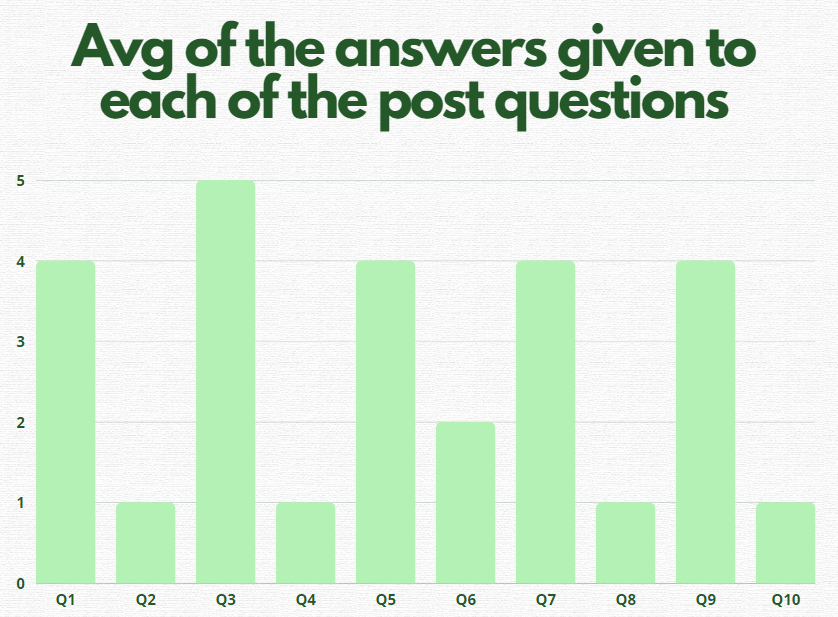 Avg of the answers given to
each of the post questions
5
4
3
2
1
0
Q1 Q2 Q3 Q4 Q5 Q6 Q7 Q8 Q9 Q10